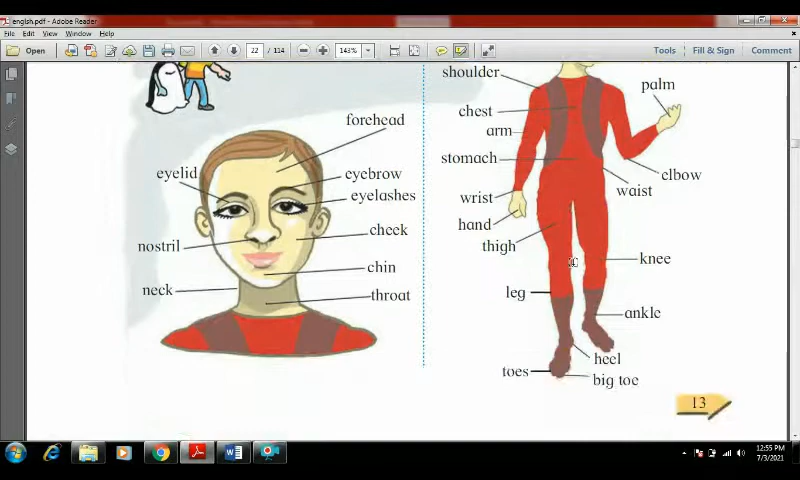 english.pdf - Adobe Reader
File Edit View Window Help
Open 22 / 114 143% Tools Fill & Sign Comment
forehead
eyelid
eyebrow
eyelashes
nostril
cheek
chin
neck
throat
shoulder
palm
chest
arm
stomach
elbow
waist
wrist
hand
thigh
knee
leg
ankle
heel
toes
big toe
13
12:55 PM
7/3/2021